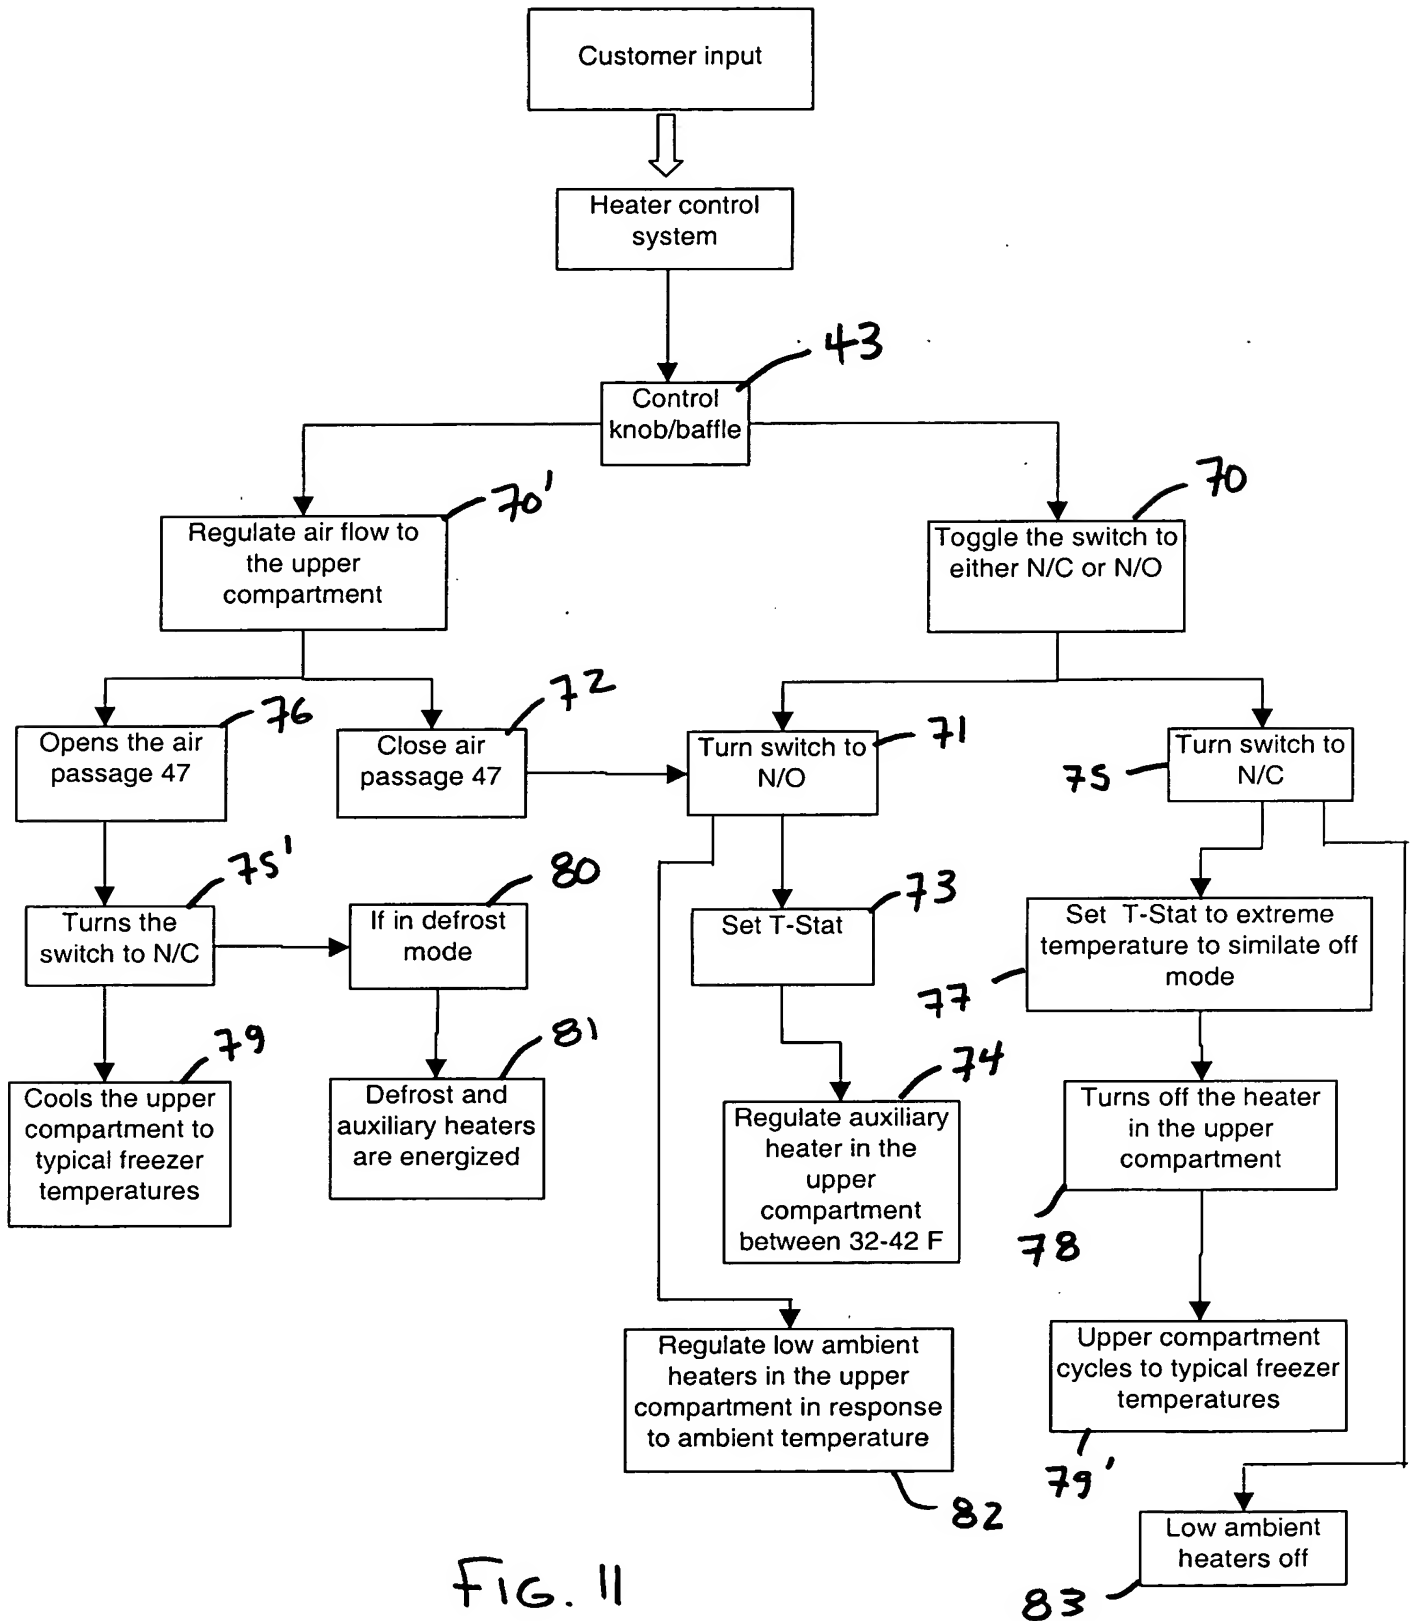 Customer input
Heater control
system
43
Control
knob/baffle
70'
70
Regulate air flow to
the upper
compartment
Toggle the switch to
either N/C or N/O
76
72
71
75
Opens the air
passage 47
Close air
passage 47
Turn switch to
N/O
Turn switch to
N/C
75'
80
73
77
Turns the
switch to N/C
If in defrost
mode
Set T-Stat
Set T-Stat to extreme
temperature to similate off
mode
79
81
74
78
Cools the upper
compartment to
typical freezer
temperatures
Defrost and
auxiliary heaters
are energized
Regulate auxiliary
heater in the
upper
compartment
between 32-42 F
Turns off the heater
in the upper
compartment
Regulate low ambient
heaters in the upper
compartment in response
to ambient temperature
82
Upper compartment
cycles to typical freezer
temperatures
79'
Low ambient
heaters off
83
FIG. 11